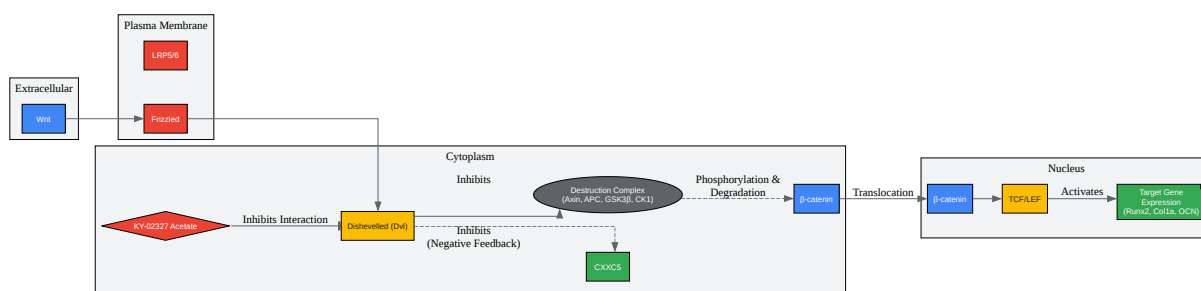 Plasma Membrane
LRP5/6
Extracellular
Wnt
Frizzled
Cytoplasm
Inhibits
Destruction Complex
(Axin, APC, GSK3β, CK1)
Phosphorylation &
Degradation
β-catenin
Translocation
Nucleus
β-catenin
TCF/LEF
Activates
Target Gene
Expression
(Runx2, Col1a, OCN)
KY-02327 Acetate
Inhibits Interaction
Dishevelled (Dvl)
Inhibits
(Negative Feedback)
CXXC5